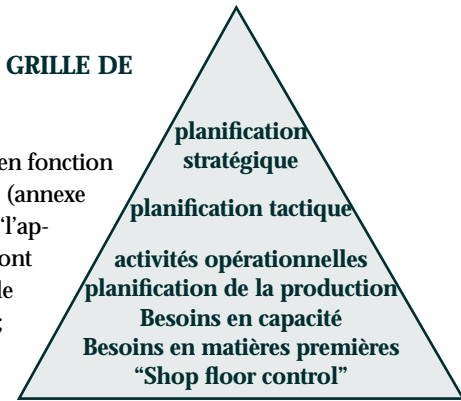 GRILLE DE
en fonction
(annexe
“l’ap-
ont
le
;
planification
stratégique
planification tactique
activités opérationnelles
planification de la production
Besoins en capacité
Besoins en matières premières
“Shop floor control”